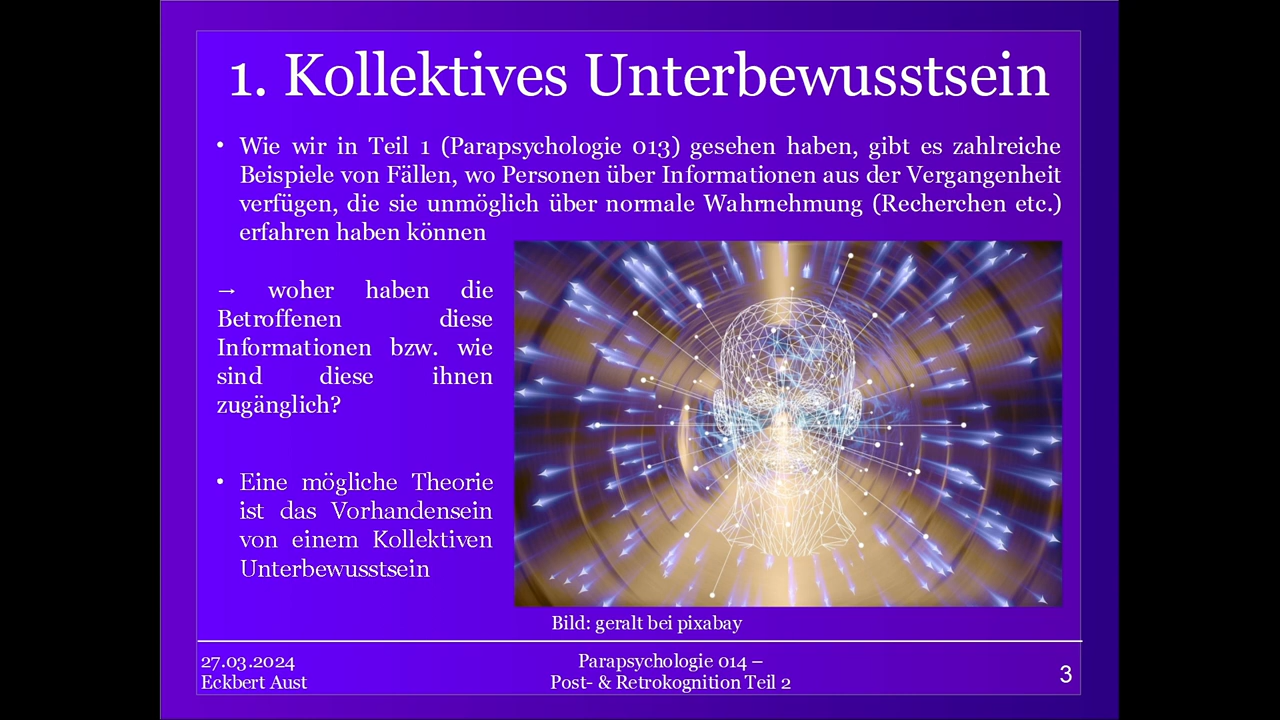 1. Kollektives Unterbewusstsein
• Wie wir in Teil 1 (Parapsychologie 013) gesehen haben, gibt es zahlreiche
Beispiele von Fällen, wo Personen über Informationen aus der Vergangenheit
verfügen, die sie unmöglich über normale Wahrnehmung (Recherchen etc.)
erfahren haben können
→ woher haben die
Betroffenen diese
Informationen bzw. wie
sind diese ihnen
zugänglich?
• Eine mögliche Theorie
ist das Vorhandensein
von einem Kollektiven
Unterbewusstsein
Bild: geralt bei pixabay
27.03.2024
Eckbert Aust
Parapsychologie 014 –
Post- & Retrokognition Teil 2
3